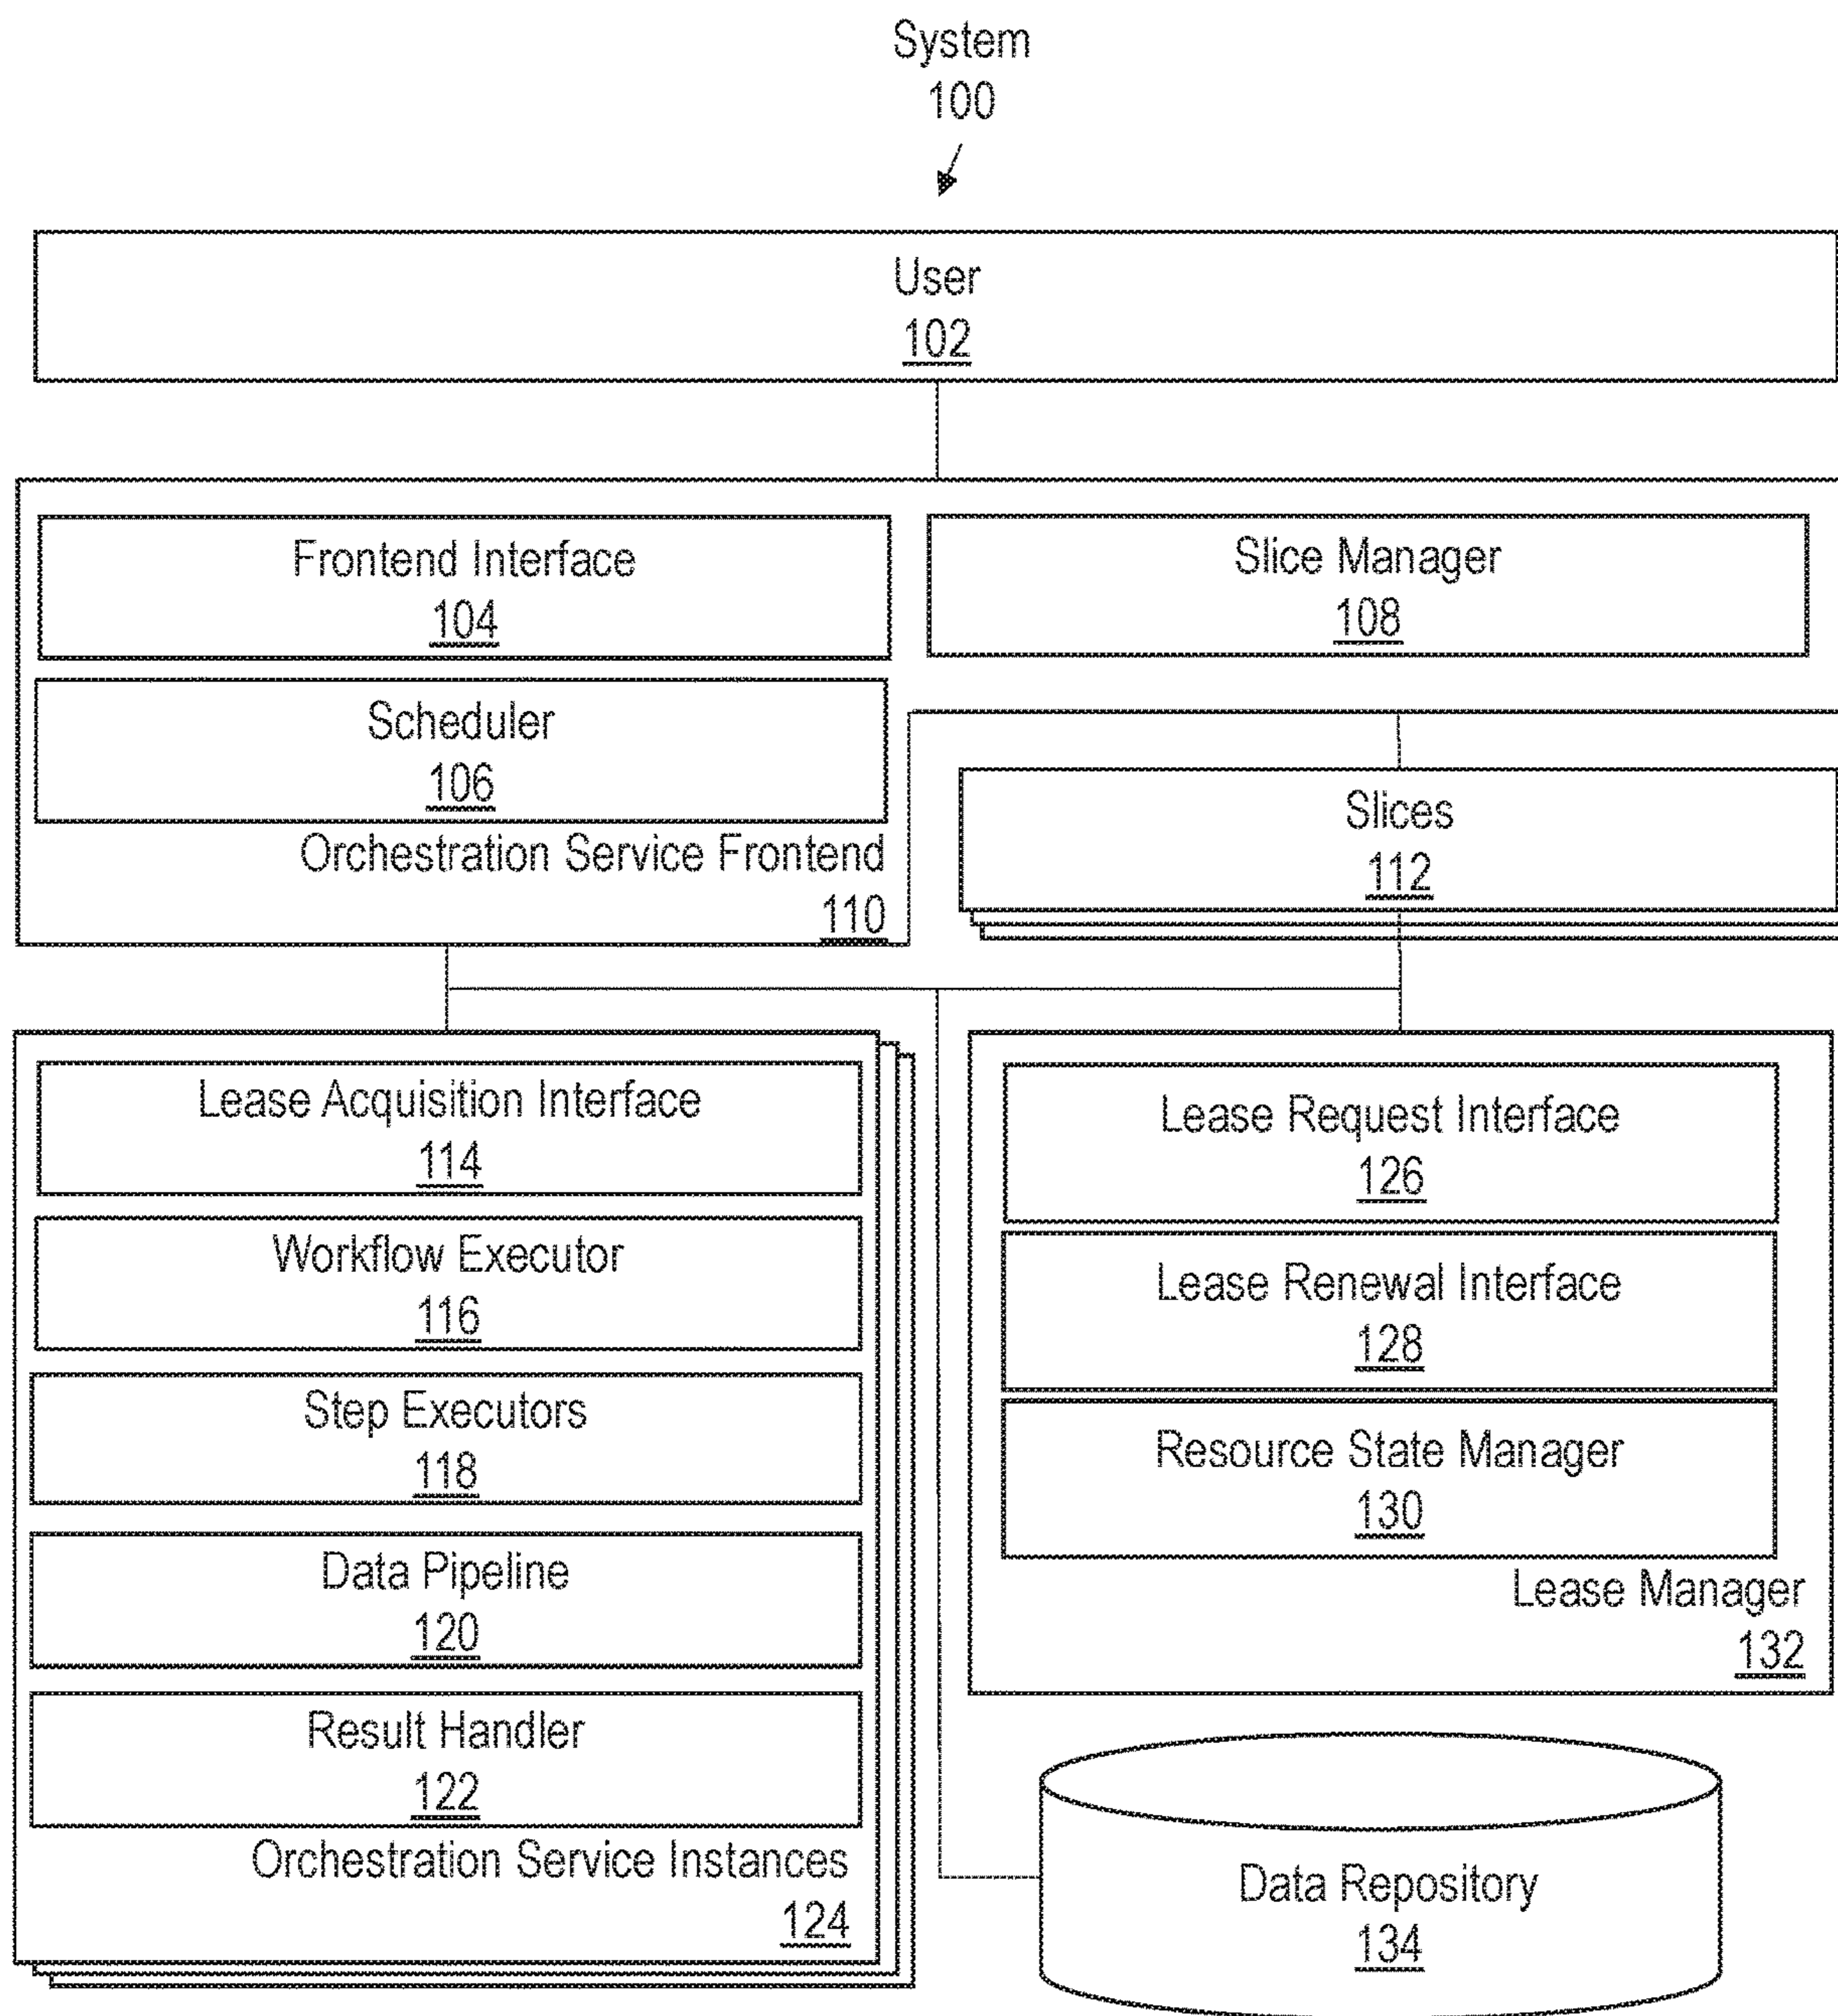 System
100
User
102
Frontend Interface
104
Slice Manager
108
Scheduler
106
Orchestration Service Frontend
110
Slices
112
Lease Acquisition Interface
114
Workflow Executor
116
Step Executors
118
Data Pipeline
120
Result Handler
122
Orchestration Service Instances
124
Lease Request Interface
126
Lease Renewal Interface
128
Resource State Manager
130
Lease Manager
132
Data Repository
134